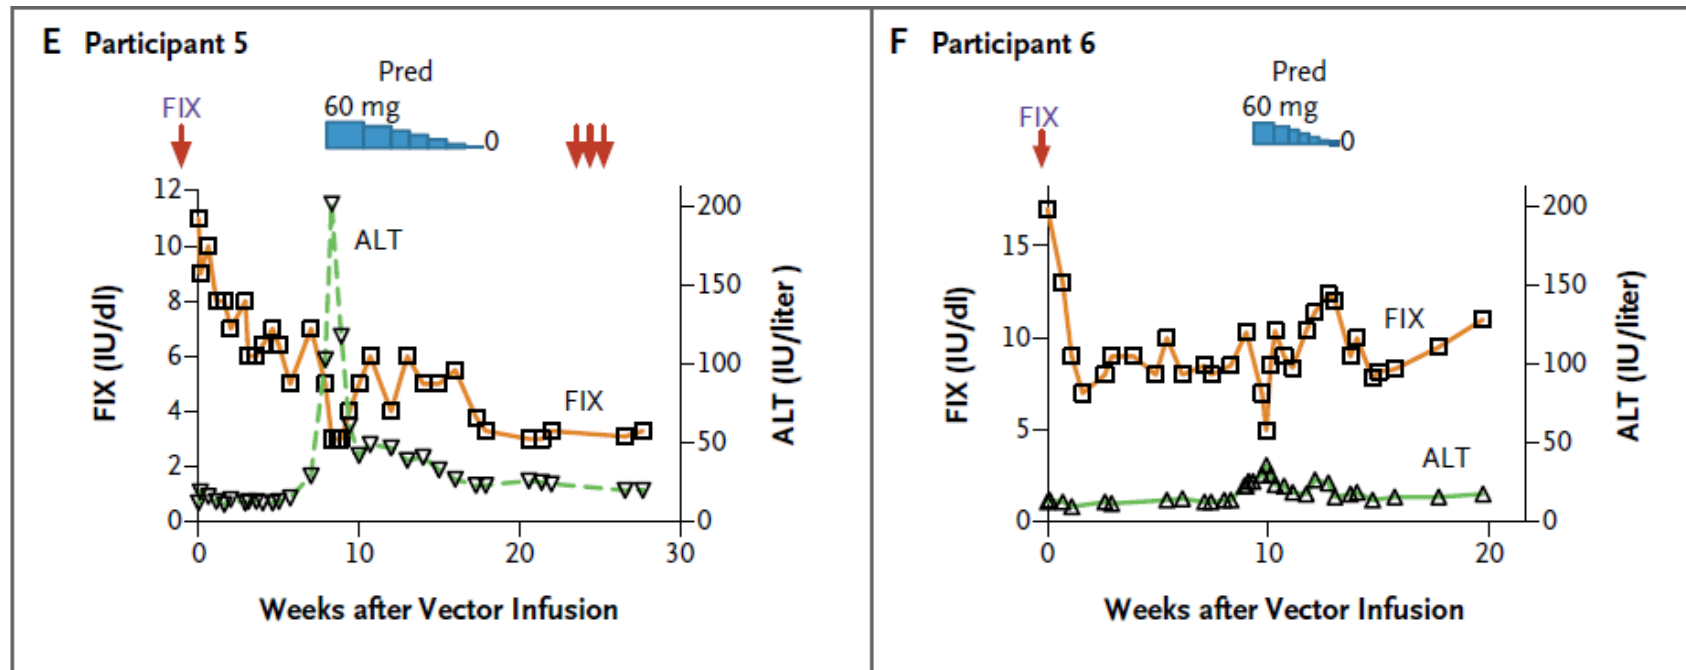 E Participant 5
Pred
60 mg
FIX
0
12
10
8
6
4
2
0
FIX (IU/dl)
ALT
FIX
200
150
100
50
0
ALT (IU/liter )
0 10 20 30
Weeks after Vector Infusion
F Participant 6
Pred
60 mg
FIX
0
15
10
5
0
FIX (IU/dl)
FIX
ALT
200
150
100
50
0
ALT (IU/liter)
0 10 20
Weeks after Vector Infusion